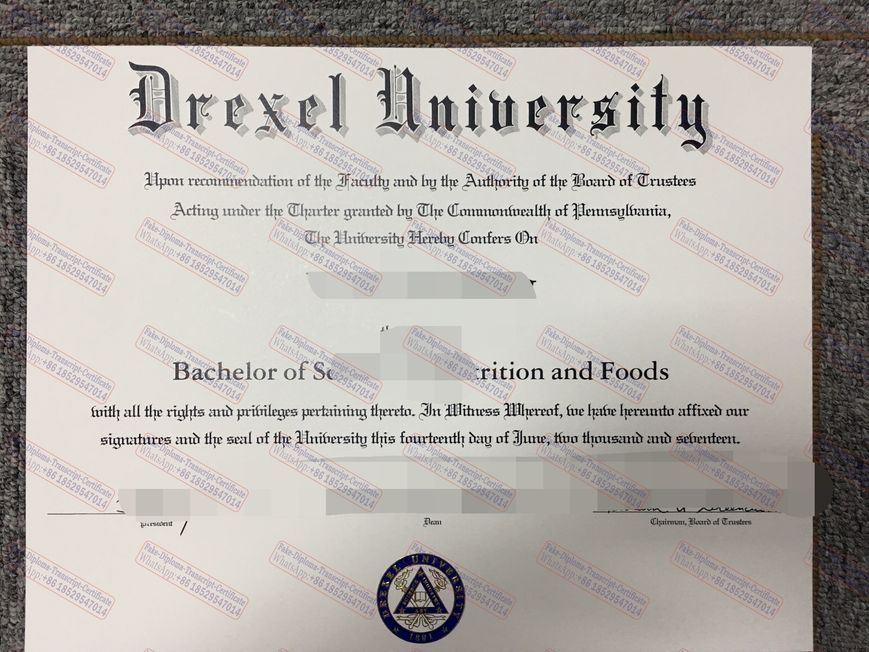 Drexel University
Upon recommendation of the Faculty and by the Authority of the Board of Trustees
Acting under the Tharter granted by The Commonwealth of Pennsylvania,
The University Hereby Confers On
Bachelor of and Foods
with all the rights and privileges pertaining thereto. In Witness Whereof, we have hereunto affixed our
signatures and the seal of the University this fourteenth day of June, two thousand and seventeen.
President
Dean
Chairman, Board of Trustees
DREXEL UNIVERSITY
1891
Fake-Diploma-Transcript-Certificate
WhatsApp:+86 18529547014